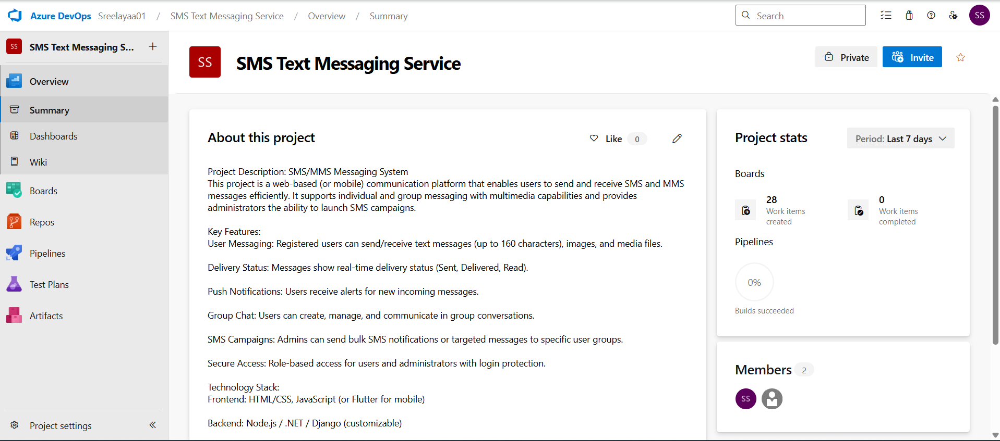 Azure DevOps Sreelayaa01 / SMS Text Messaging Service / Overview / Summary
Search
SS
SS SMS Text Messaging S... +
Overview
Summary
Dashboards
Wiki
Boards
Repos
Pipelines
Test Plans
Artifacts
Project settings
SS SMS Text Messaging Service
Private
Invite
About this project
Like 0
Project Description: SMS/MMS Messaging System
This project is a web-based (or mobile) communication platform that enables users to send and receive SMS and MMS
messages efficiently. It supports individual and group messaging with multimedia capabilities and provides
administrators the ability to launch SMS campaigns.
Key Features:
User Messaging: Registered users can send/receive text messages (up to 160 characters), images, and media files.
Delivery Status: Messages show real-time delivery status (Sent, Delivered, Read).
Push Notifications: Users receive alerts for new incoming messages.
Group Chat: Users can create, manage, and communicate in group conversations.
SMS Campaigns: Admins can send bulk SMS notifications or targeted messages to specific user groups.
Secure Access: Role-based access for users and administrators with login protection.
Technology Stack:
Frontend: HTML/CSS, JavaScript (or Flutter for mobile)
Backend: Node.js / .NET / Django (customizable)
Project stats
Period: Last 7 days
Boards
28
Work items
created
0
Work items
completed
Pipelines
0%
Builds succeeded
Members 2
SS